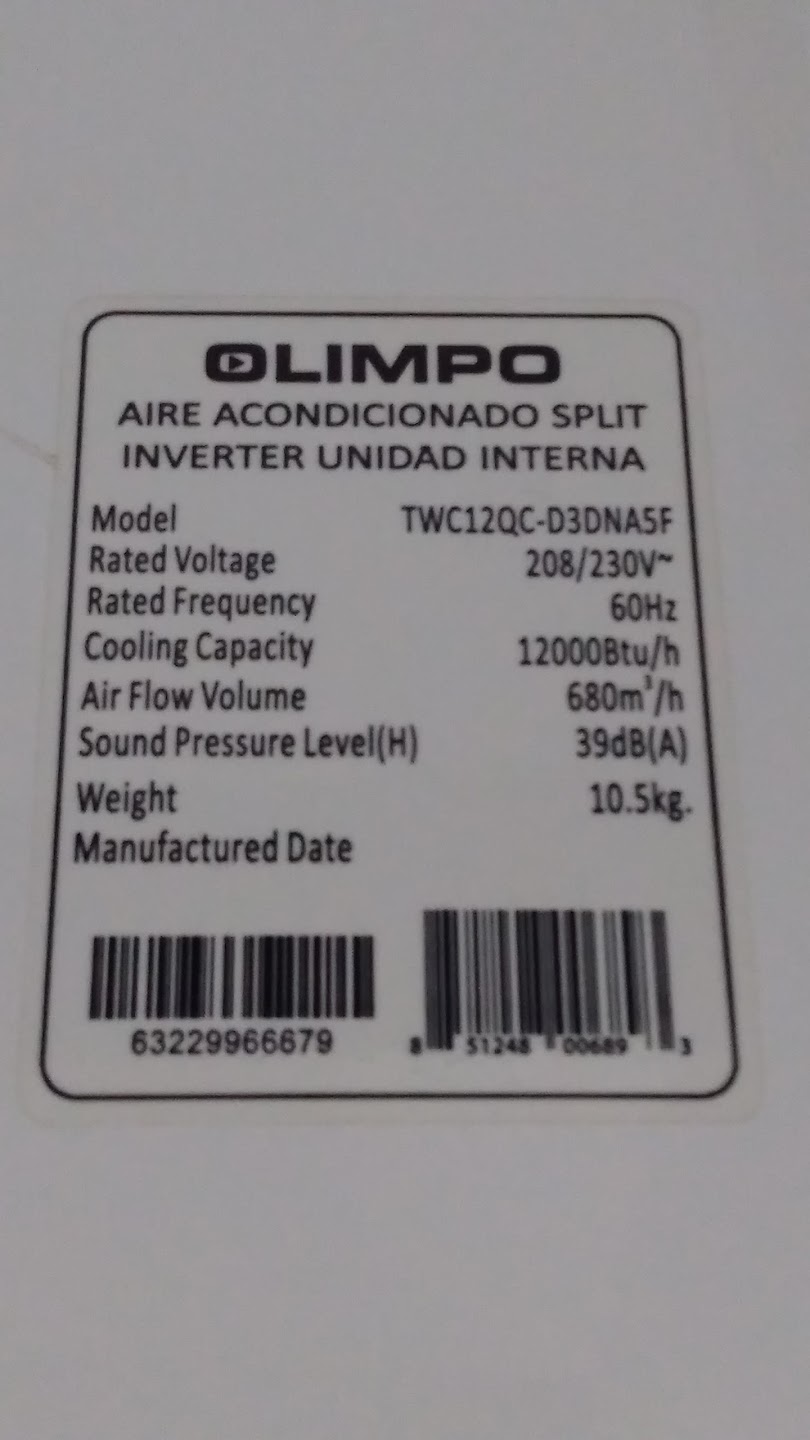 OLIMPO
AIRE ACONDICIONADO SPLIT
INVERTER UNIDAD INTERNA
Model TWC12QC-D3DNA5F
Rated Voltage 208/230V~
Rated Frequency 60Hz
Cooling Capacity 12000Btu/h
Air Flow Volume 680m³/h
Sound Pressure Level(H) 39dB(A)
Weight 10.5kg.
Manufactured Date
63229966679
8 51248 00689 3